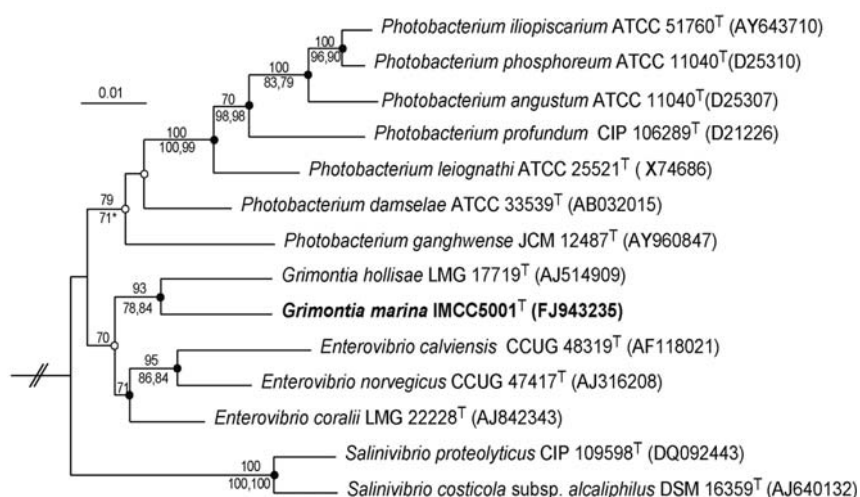 Photobacterium iliopiscarium ATCC 51760T (AY643710)
100
96,90
Photobacterium phosphoreum ATCC 11040T(D25310)
100
83,79
0.01
Photobacterium angustum ATCC 11040T(D25307)
70
98,98
Photobacterium profundum CIP 106289T (D21226)
100
100,99
Photobacterium leiognathi ATCC 25521T ( X74686)
Photobacterium damselae ATCC 33539T (AB032015)
79
71*
Photobacterium ganghwense JCM 12487T (AY960847)
Grimontia hollisae LMG 17719T (AJ514909)
93
78,84
Grimontia marina IMCC5001T (FJ943235)
70
Enterovibrio calviensis CCUG 48319T (AF118021)
95
86,84
71
Enterovibrio norvegicus CCUG 47417T (AJ316208)
Enterovibrio coralii LMG 22228T (AJ842343)
Salinivibrio proteolyticus CIP 109598T (DQ092443)
100
100,100
Salinivibrio costicola subsp. alcaliphilus DSM 16359T (AJ640132)